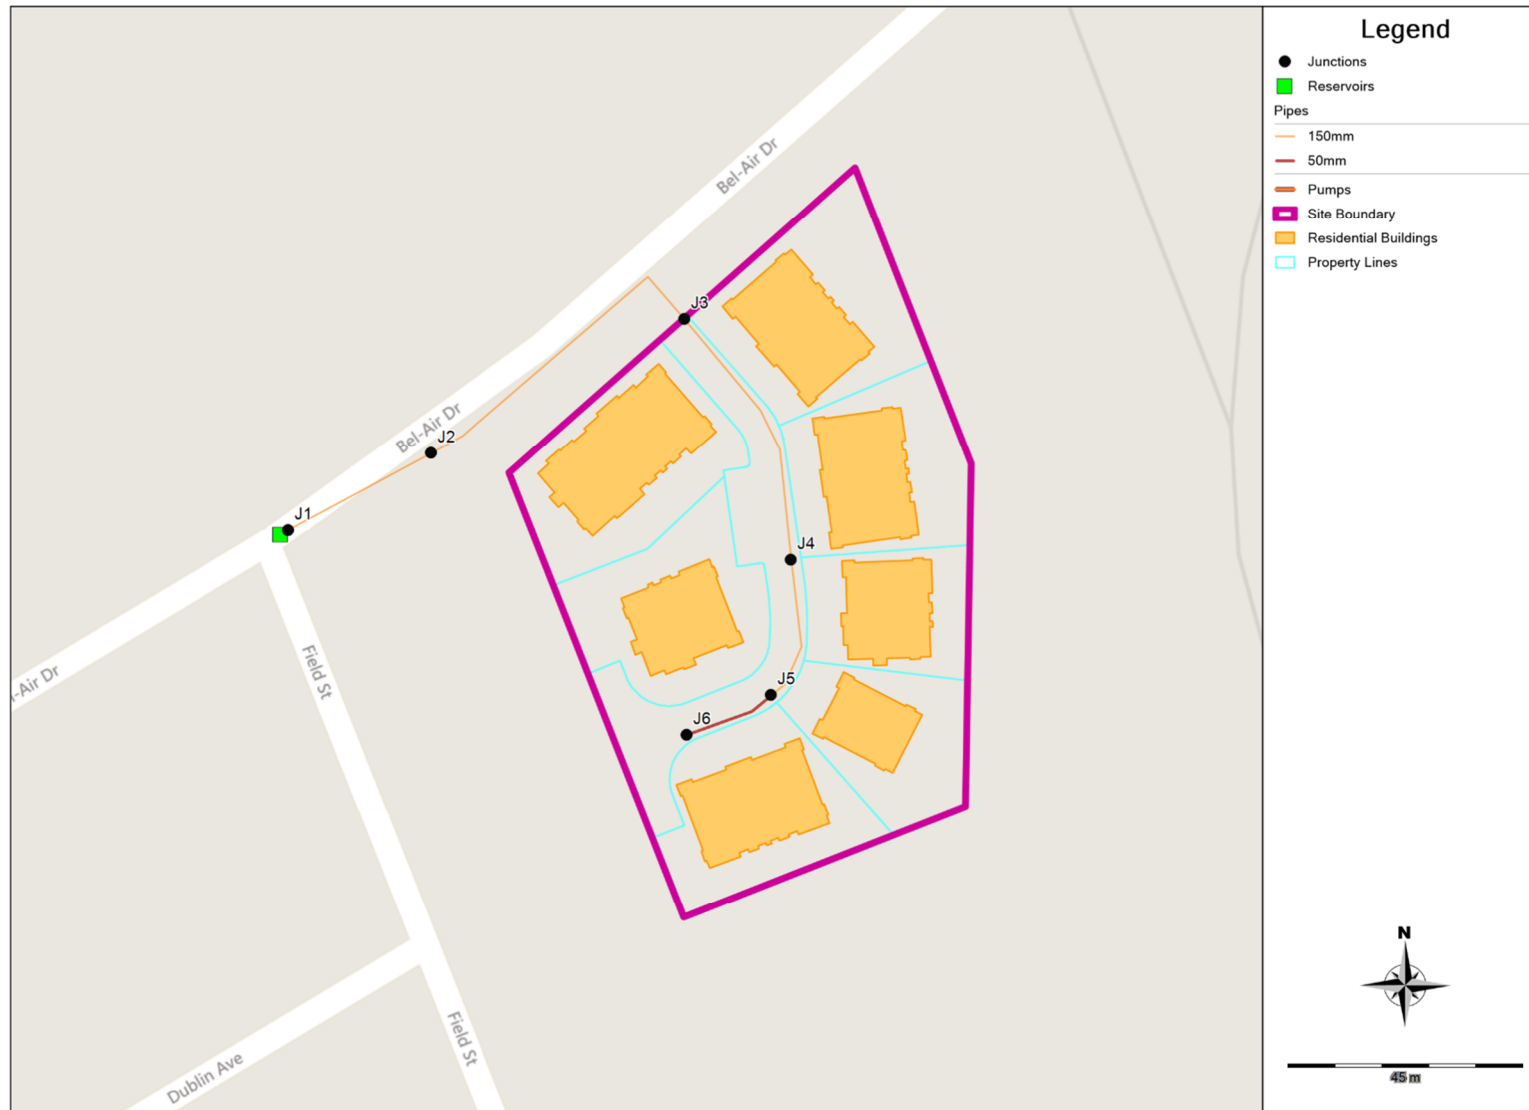 Legend
Junctions
Reservoirs
Pipes
150mm
50mm
Pumps
Site Boundary
Residential Buildings
Property Lines
Bel-Air Dr
J3
Bel-Air Dr
J2
J1
J4
Field St
l-Air Dr
J5
J6
N
Field St
Dublin Ave
45 m